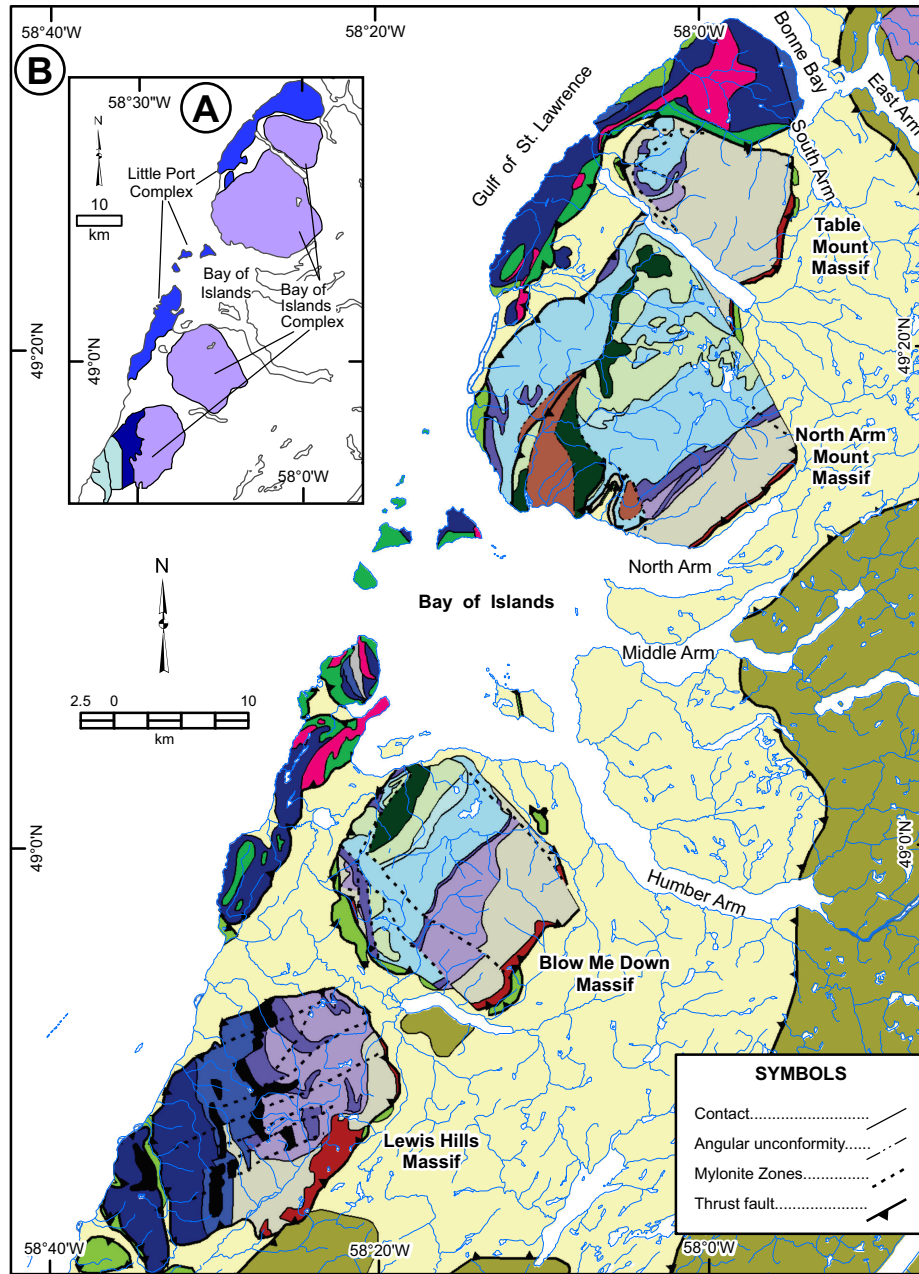 58°40'W
58°20'W
58°0'W
B
A
58°30"W
N
10
km
Little Port
Complex
Bay of
Islands
Bay of
Islands
Complex
49°0'N
58°0'W
49°20'N
49°20'N
Gulf of St. Lawrence
Bonne Bay
East Arm
South Arm
Table
Mount
Massif
North Arm
Mount
Massif
North Arm
Bay of Islands
Middle Arm
N
2.5
0
10
km
49°0'N
49°0'N
Humber Arm
Blow Me Down
Massif
Lewis Hills
Massif
SYMBOLS
Contact
Angular unconformity
Mylonite Zones
Thrust fault
58°40'W
58°20'W
58°0'W